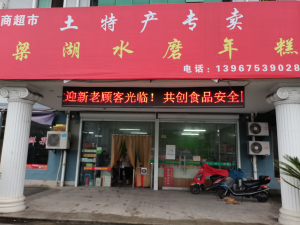 商超市
土特产专卖
梁湖水磨年糕
电话：13967539028
迎新老顾客光临！共创食品安全!